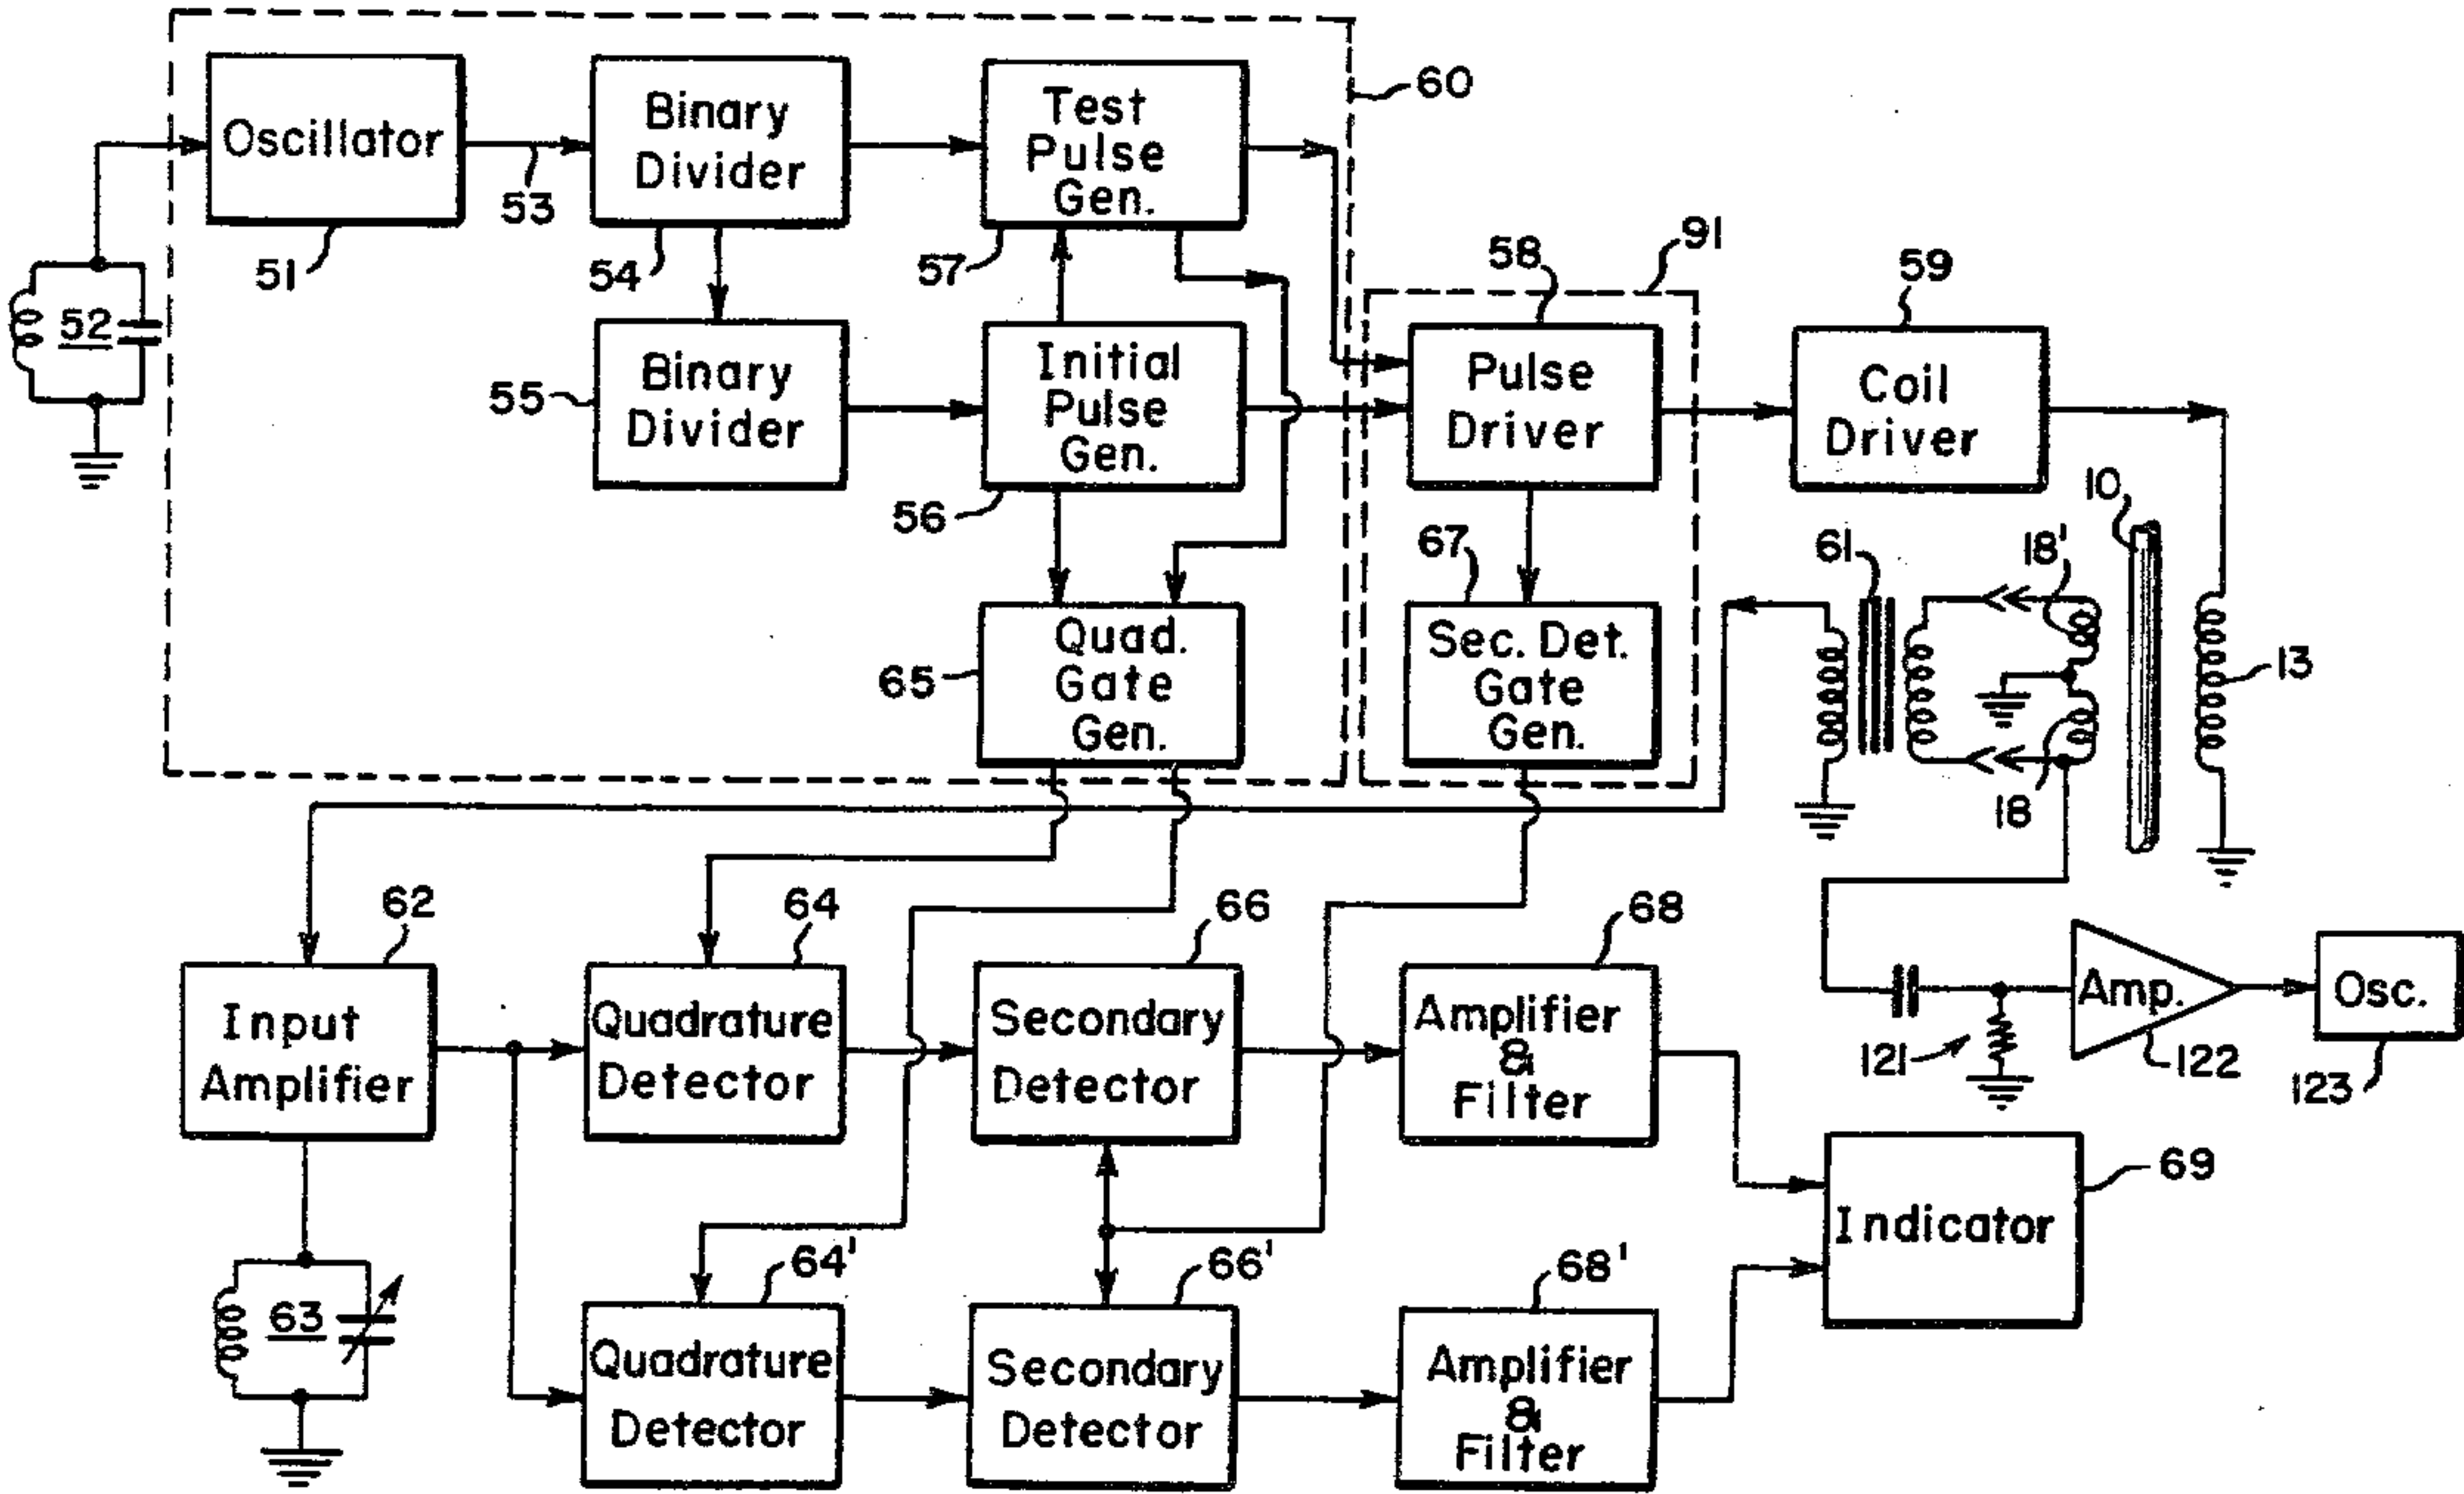 Oscillator
51
52
53
Binary
Divider
54
Test
Pulse
Gen.
57
60
Binary
Divider
55
Initial
Pulse
Gen.
56
58
91
Pulse
Driver
59
Coil
Driver
Quad.
Gate
Gen.
65
67
Sec. Det.
Gate
Gen.
61
18'
10
13
18
62
Input
Amplifier
63
64
Quadrature
Detector
66
Secondary
Detector
68
Amplifier
&
Filter
121
Amp.
122
Osc.
123
64'
Quadrature
Detector
66'
Secondary
Detector
68'
Amplifier
&
Filter
Indicator
69